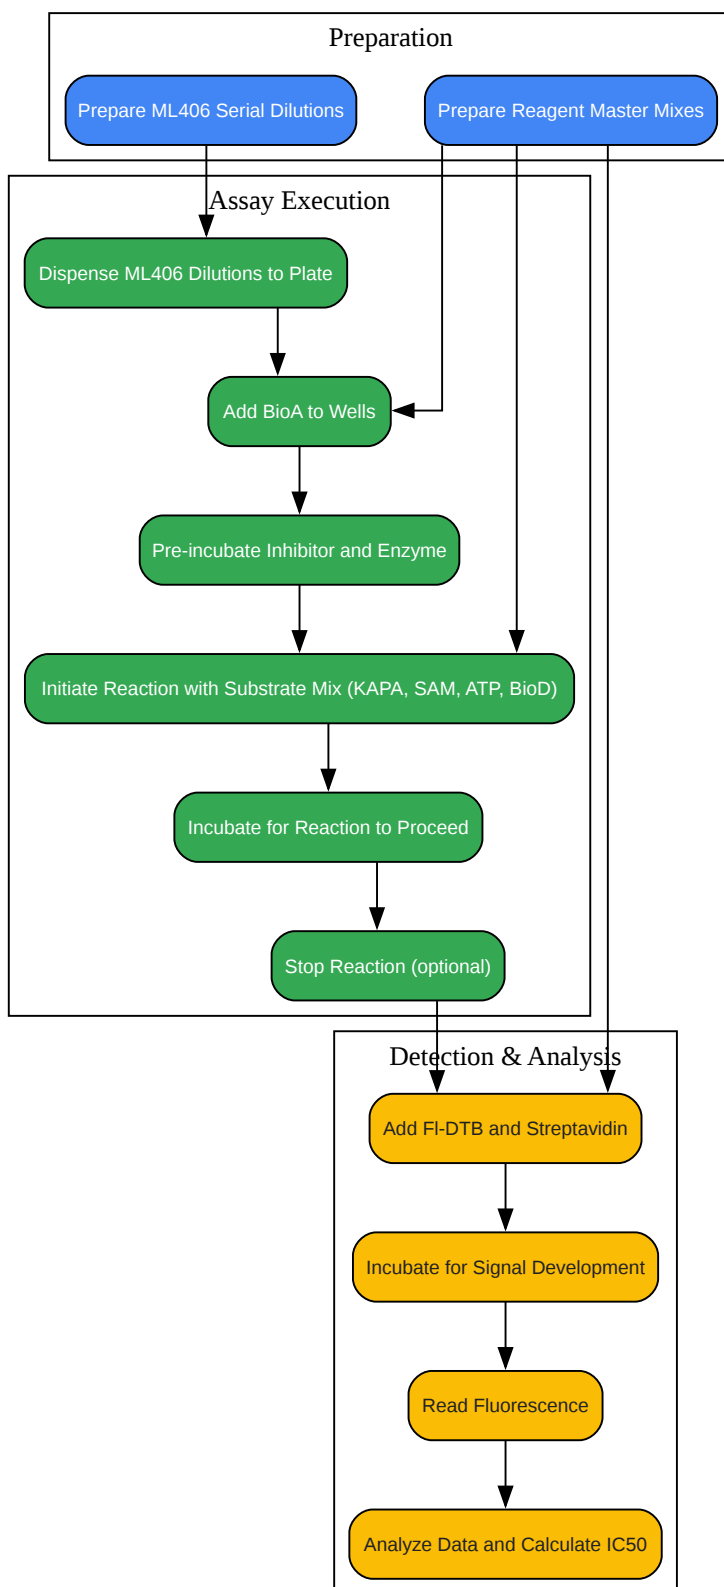 Preparation
Prepare ML406 Serial Dilutions
Prepare Reagent Master Mixes
Assay Execution
Dispense ML406 Dilutions to Plate
Add BioA to Wells
Pre-incubate Inhibitor and Enzyme
Initiate Reaction with Substrate Mix (KAPA, SAM, ATP, BioD)
Incubate for Reaction to Proceed
Stop Reaction (optional)
Detection & Analysis
Add Fl-DTB and Streptavidin
Incubate for Signal Development
Read Fluorescence
Analyze Data and Calculate IC50